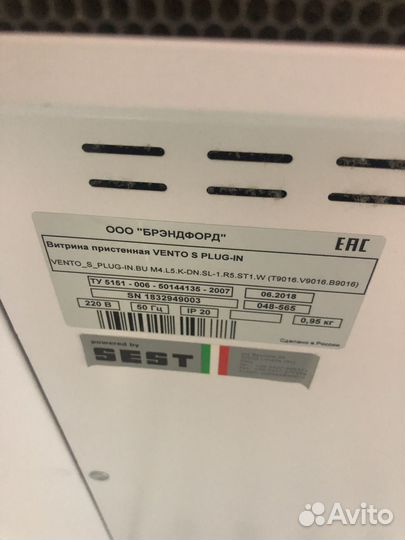 ООО "БРЭНДФОРД"
Витрина пристенная VENTO S PLUG-IN
EAC
VENTO_S_PLUG-IN.BU M4.L5.K-DN.SL-1.R5.ST1.W (T9016.V9016.B9016)
ТУ 5151 - 006 - 50144135 - 2007
06.2018
SN 1832949003
048-565
220 В
50 Гц
IP 20
0,95 кг
Сделано в России
powered by
SEST
Avito